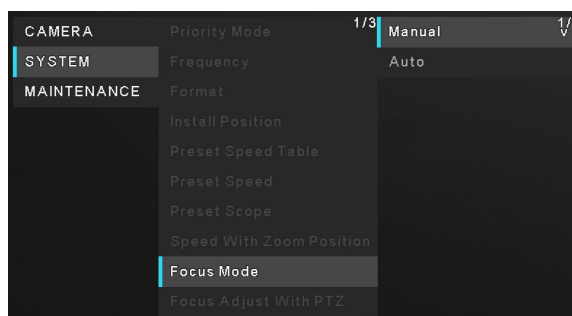 CAMERA
SYSTEM
MAINTENANCE
Priority Mode 1/3
Frequency
Format
Install Position
Preset Speed Table
Preset Speed
Preset Scope
Speed With Zoom Position
Focus Mode
Focus Adjust With PTZ
Manual
Auto